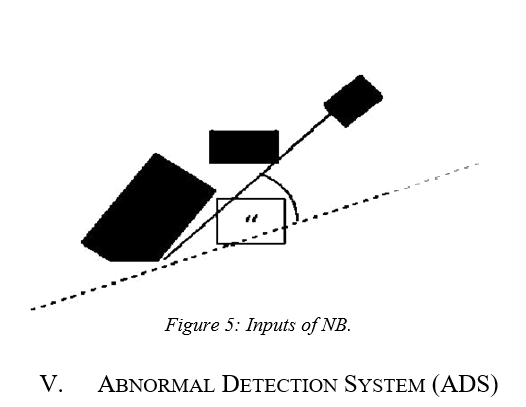 “
Figure 5: Inputs of NB.
V. ABNORMAL DETECTION SYSTEM (ADS)